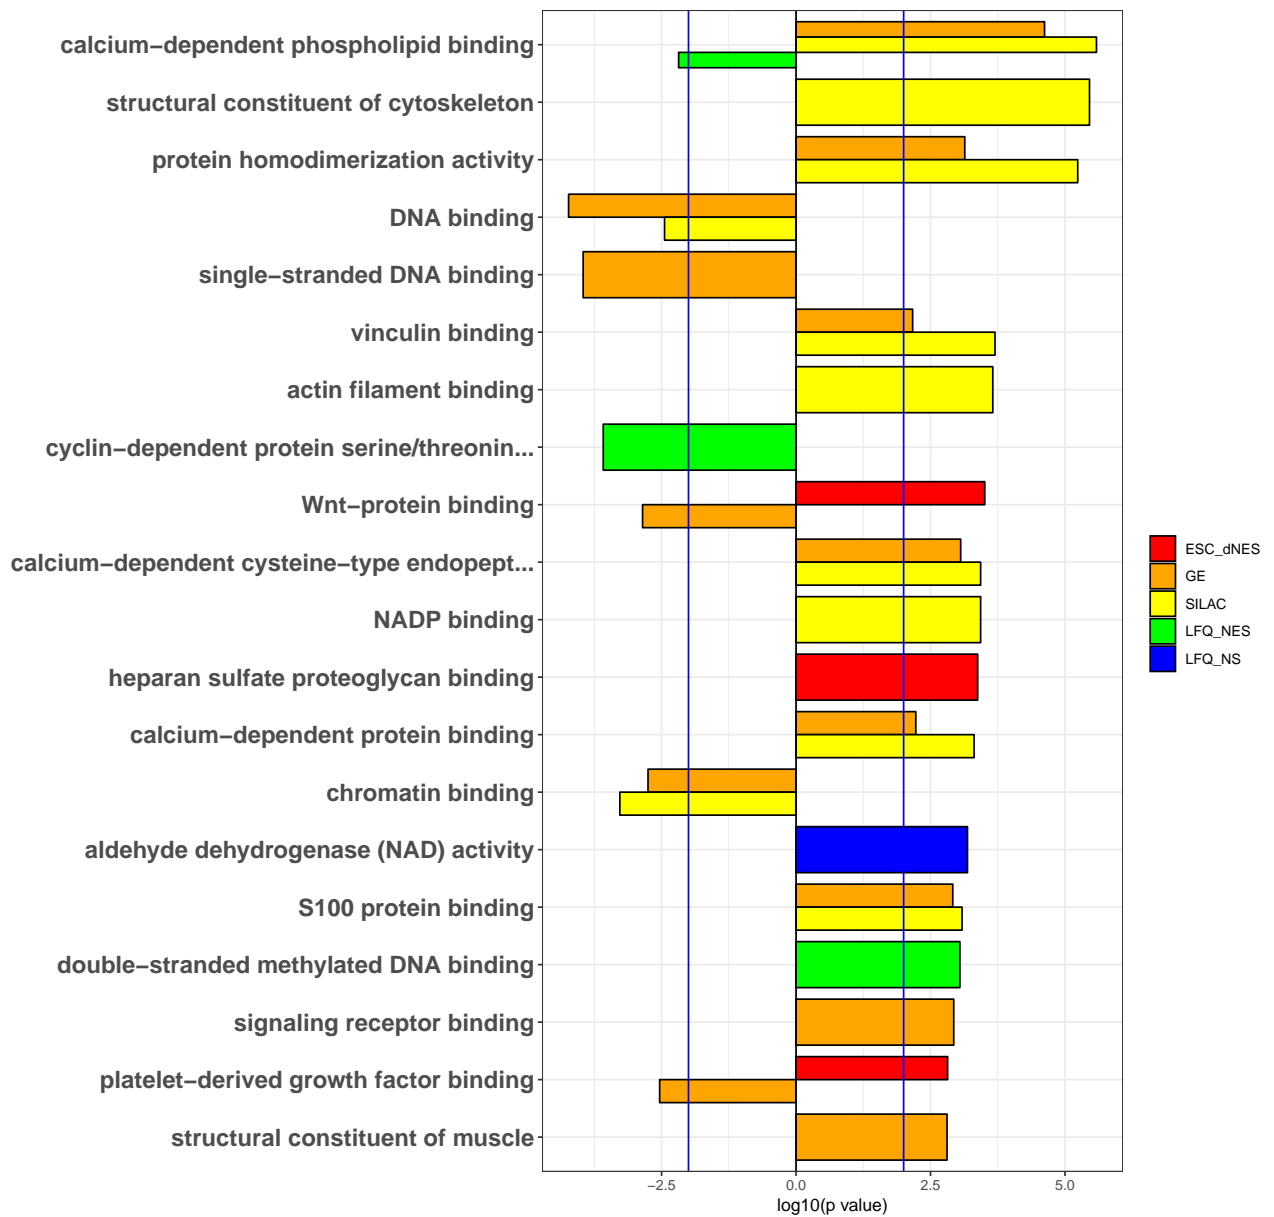 calcium−dependent phospholipid binding
structural constituent of cytoskeleton
protein homodimerization activity
DNA binding
single−stranded DNA binding
vinculin binding
actin filament binding
cyclin−dependent protein serine/threonin...
Wnt−protein binding
calcium−dependent cysteine−type endopept...
NADP binding
heparan sulfate proteoglycan binding
calcium−dependent protein binding
chromatin binding
aldehyde dehydrogenase (NAD) activity
S100 protein binding
double−stranded methylated DNA binding
signaling receptor binding
platelet−derived growth factor binding
structural constituent of muscle
−2.5 0.0 2.5 5.0
log10(p value)
ESC_dNES
GE
SILAC
LFQ_NES
LFQ_NS